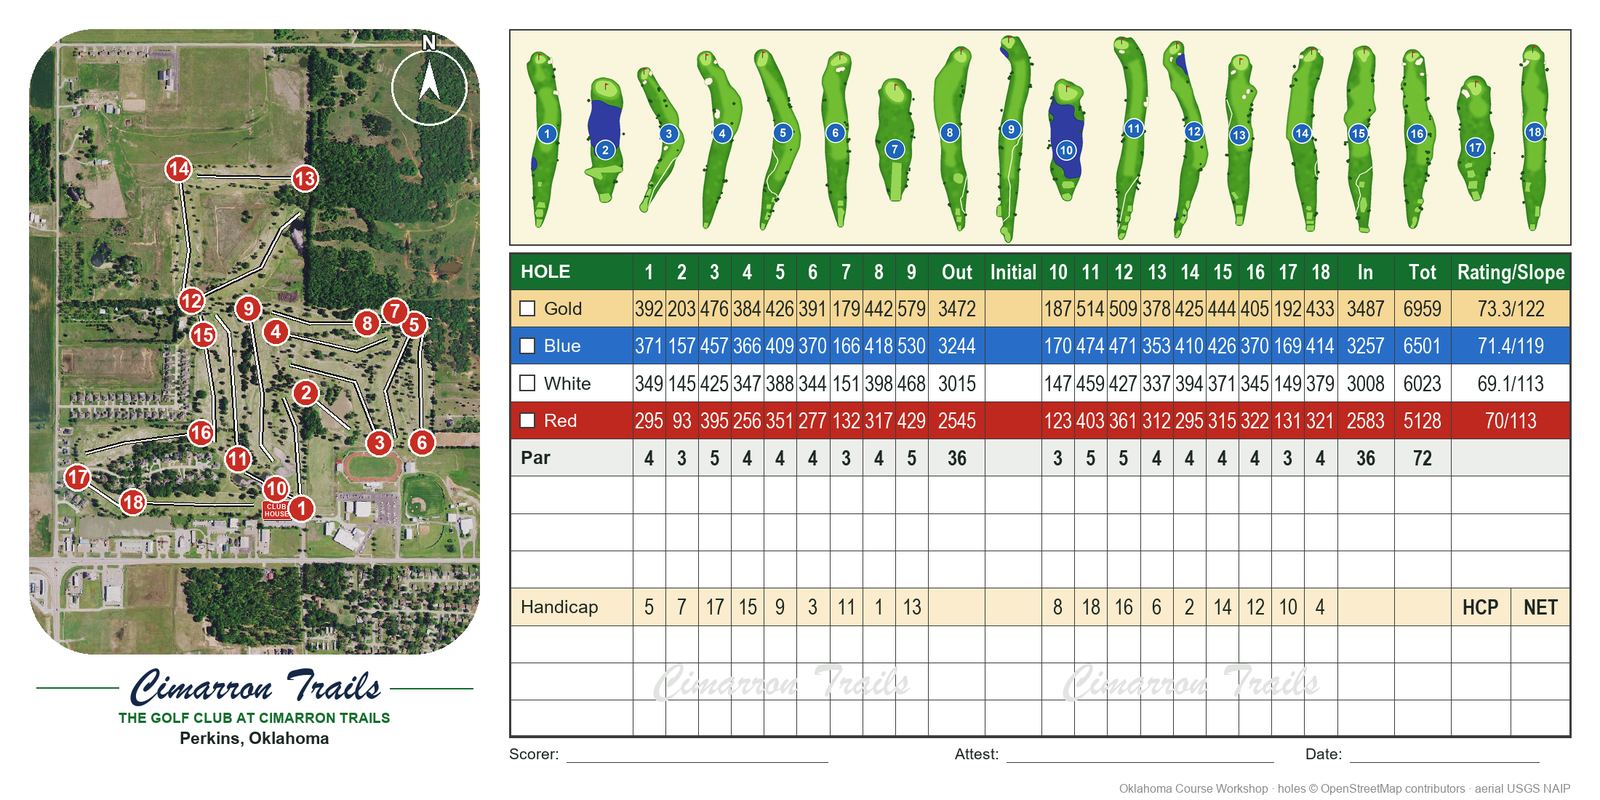 N
14
13
12
9
7
8
5
15
4
2
16
3
6
11
17
10
18
CLUB
HOUSE
1
Cimarron Trails
THE GOLF CLUB AT CIMARRON TRAILS
Perkins, Oklahoma
1 2 3 4 5 6 7 8 9 10 11 12 13 14 15 16 17 18
HOLE 1 2 3 4 5 6 7 8 9 Out Initial 10 11 12 13 14 15 16 17 18 In Tot Rating/Slope
Gold 392 203 476 384 426 391 179 442 579 3472 187 514 509 378 425 444 405 192 433 3487 6959 73.3/122
Blue 371 157 457 366 409 370 166 418 530 3244 170 474 471 353 410 426 370 169 414 3257 6501 71.4/119
White 349 145 425 347 388 344 151 398 468 3015 147 459 427 337 394 371 345 149 379 3008 6023 69.1/113
Red 295 93 395 256 351 277 132 317 429 2545 123 403 361 312 295 315 322 131 321 2583 5128 70/113
Par 4 3 5 4 4 4 3 4 5 36 3 5 5 4 4 4 4 3 4 36 72
Handicap 5 7 17 15 9 3 11 1 13 8 18 16 6 2 14 12 10 4 HCP NET
Cimarron Trails Cimarron Trails
Scorer: Attest: Date:
Oklahoma Course Workshop · holes © OpenStreetMap contributors · aerial USGS NAIP